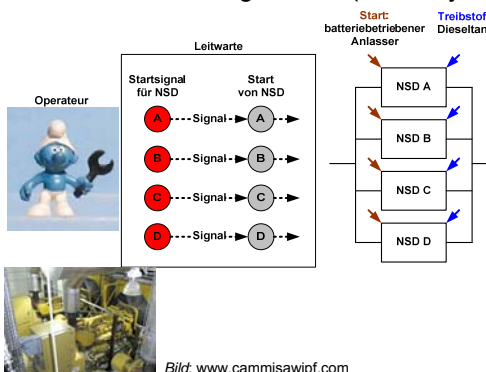 Start:
batteriebetriebener
Anlasser
Dieseltan
Leitwarte
Startsignal
für NSD
Start
von NSD
Operateur
A
Signal
A
B
Signal
B
C
Signal
C
D
Signal
D
NSD A
NSD B
NSD C
NSD D
Bild: www.cammisawipf.com